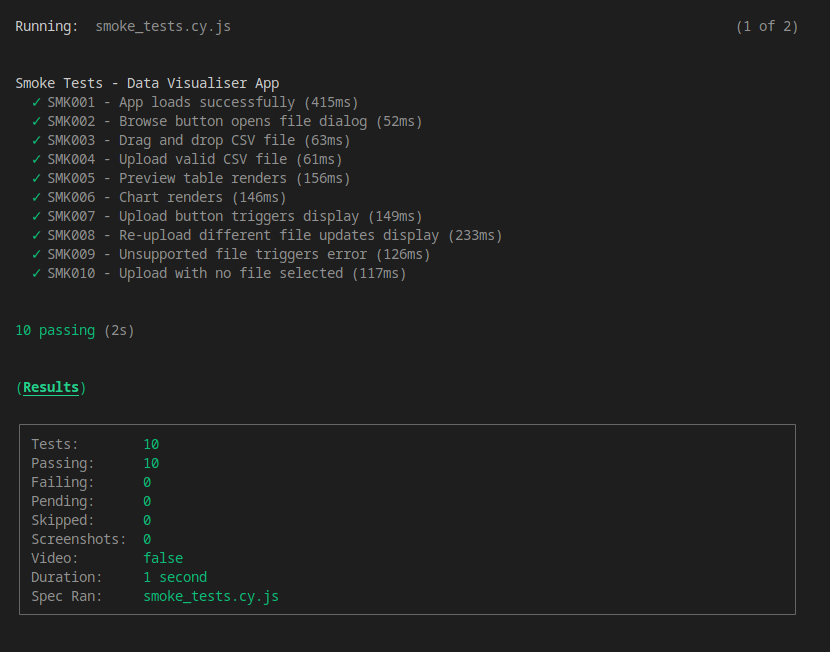 Running:  smoke_tests.cy.js (1 of 2)
Smoke Tests - Data Visualiser App
✓ SMK001 - App loads successfully (415ms)
✓ SMK002 - Browse button opens file dialog (52ms)
✓ SMK003 - Drag and drop CSV file (63ms)
✓ SMK004 - Upload valid CSV file (61ms)
✓ SMK005 - Preview table renders (156ms)
✓ SMK006 - Chart renders (146ms)
✓ SMK007 - Upload button triggers display (149ms)
✓ SMK008 - Re-upload different file updates display (233ms)
✓ SMK009 - Unsupported file triggers error (126ms)
✓ SMK010 - Upload with no file selected (117ms)
10 passing (2s)
(Results)
Tests: 10
Passing: 10
Failing: 0
Pending: 0
Skipped: 0
Screenshots: 0
Video: false
Duration: 1 second
Spec Ran: smoke_tests.cy.js